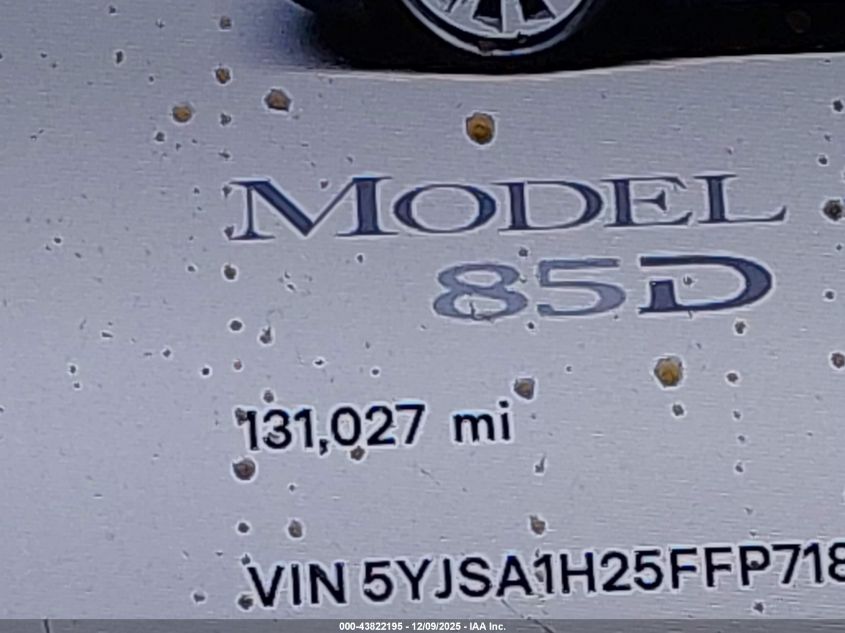 MODEL
85D
131,027 mi
VIN 5YJSA1H25FFP718
000-43822195 - 12/09/2025 - IAA Inc.